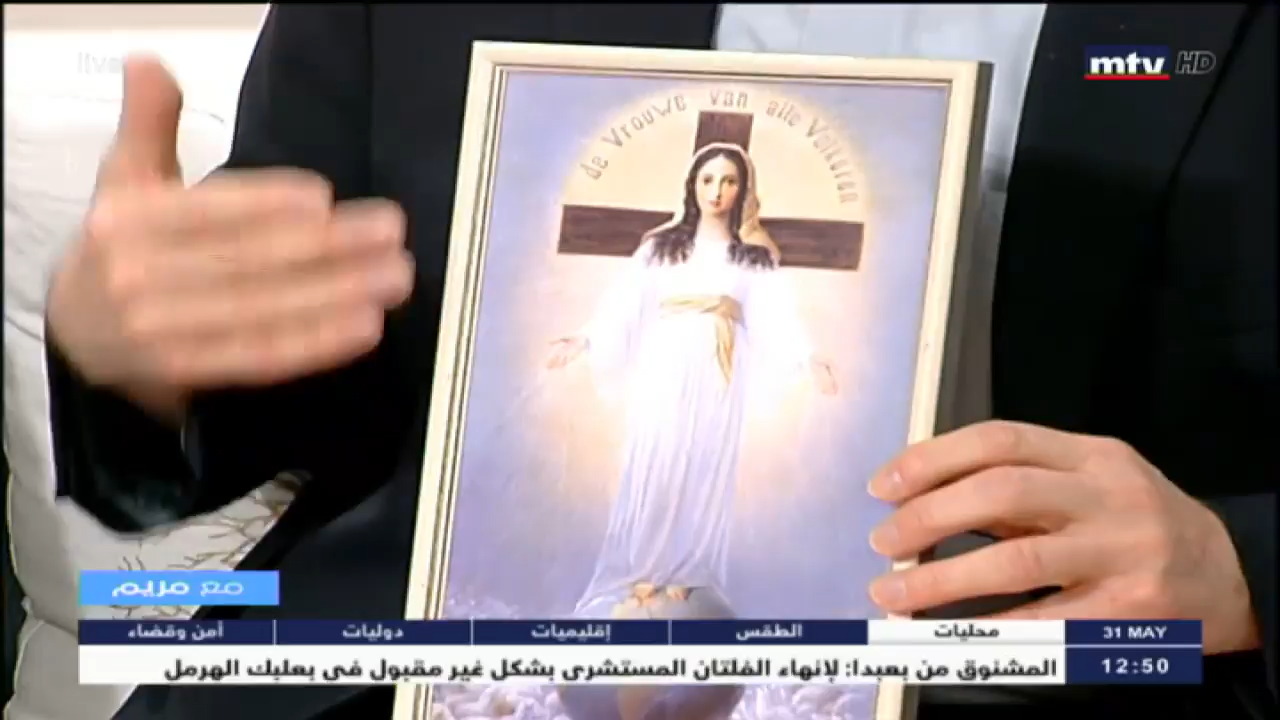 live
mtv HD
de Vrouwe van alle Volkeren
مع مريم
محليات
الطقس
إقليميات
دوليات
أمن وقضاء
31 MAY
المشنوق من بعبدا: لإنهاء الفلتان المستشري بشكل غير مقبول في بعلبك الهرمل
12:50